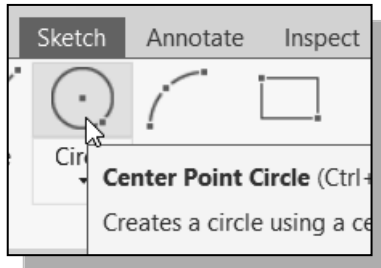 Sketch Annotate Inspect
Center Point Circle (Ctrl+
Creates a circle using a ce